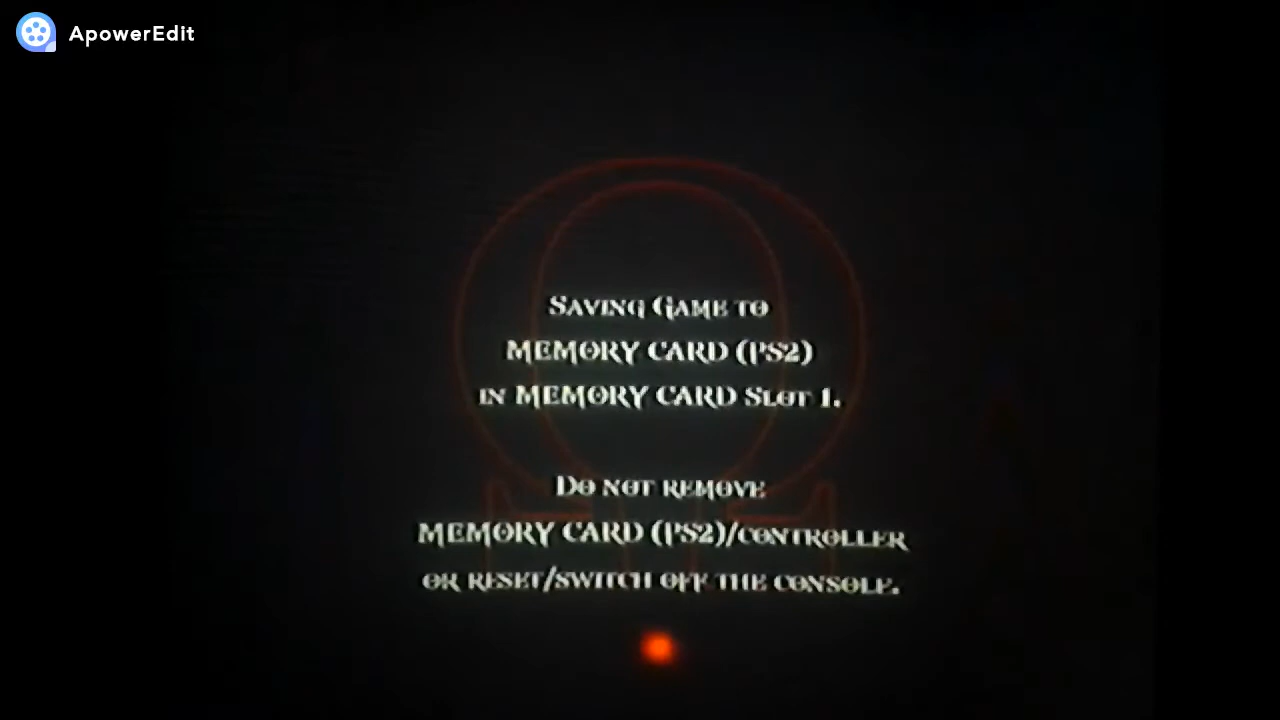 ApowerEdit
Saving Game to
MEMORY CARD (PS2)
in MEMORY CARD Slot 1.
Do not remove
MEMORY CARD (PS2)/controller
or reset/switch off the console.